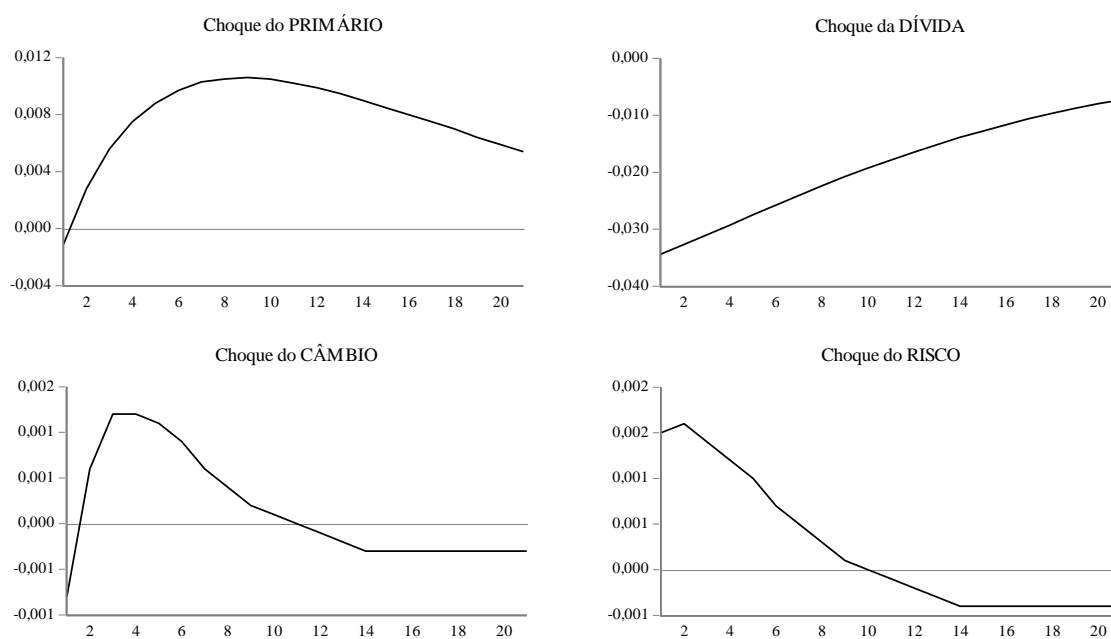 Choque do PRIMÁRIO
0,012
0,008
0,004
0,000
-0,004
2 4 6 8 10 12 14 16 18 20
Choque da DÍVIDA
0,000
-0,010
-0,020
-0,030
-0,040
2 4 6 8 10 12 14 16 18 20
Choque do CÂMBIO
0,002
0,001
0,001
0,000
-0,001
-0,001
2 4 6 8 10 12 14 16 18 20
Choque do RISCO
0,002
0,002
0,001
0,001
0,000
-0,001
2 4 6 8 10 12 14 16 18 20